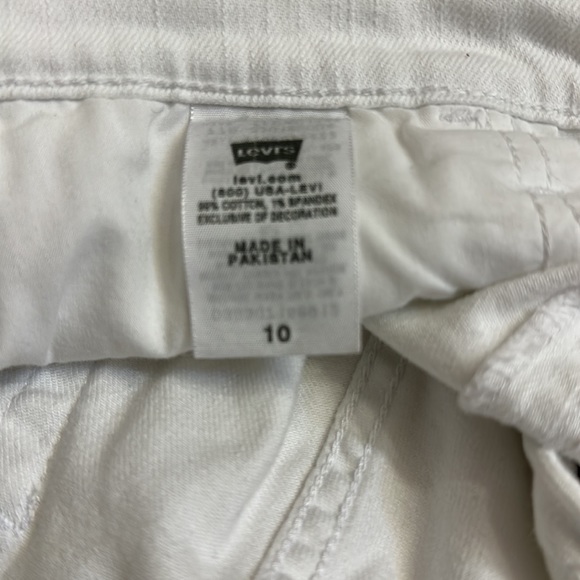 Levi's
®
levi.com
(800) USA-LEVI
99% COTTON, 1% SPANDEX
EXCLUSIVE OF DECORATION
MADE IN
PAKISTAN
10